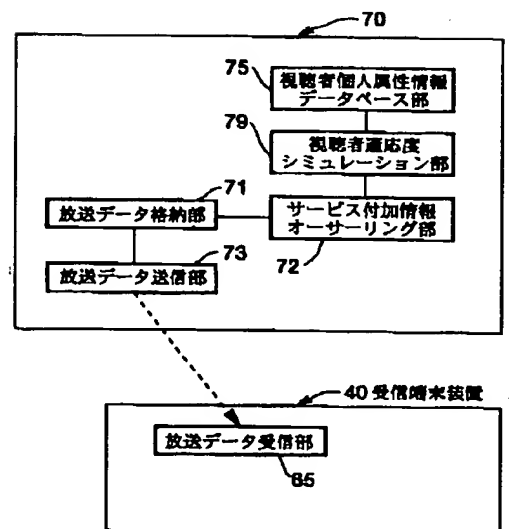 70
75
視聴者個人属性情報
データベース部
79
視聴者適応度
シミュレーション部
71
放送データ格納部
サービス付加情報
オーサーリング部
72
73
放送データ送信部
40 受信端末装置
放送データ受信部
85